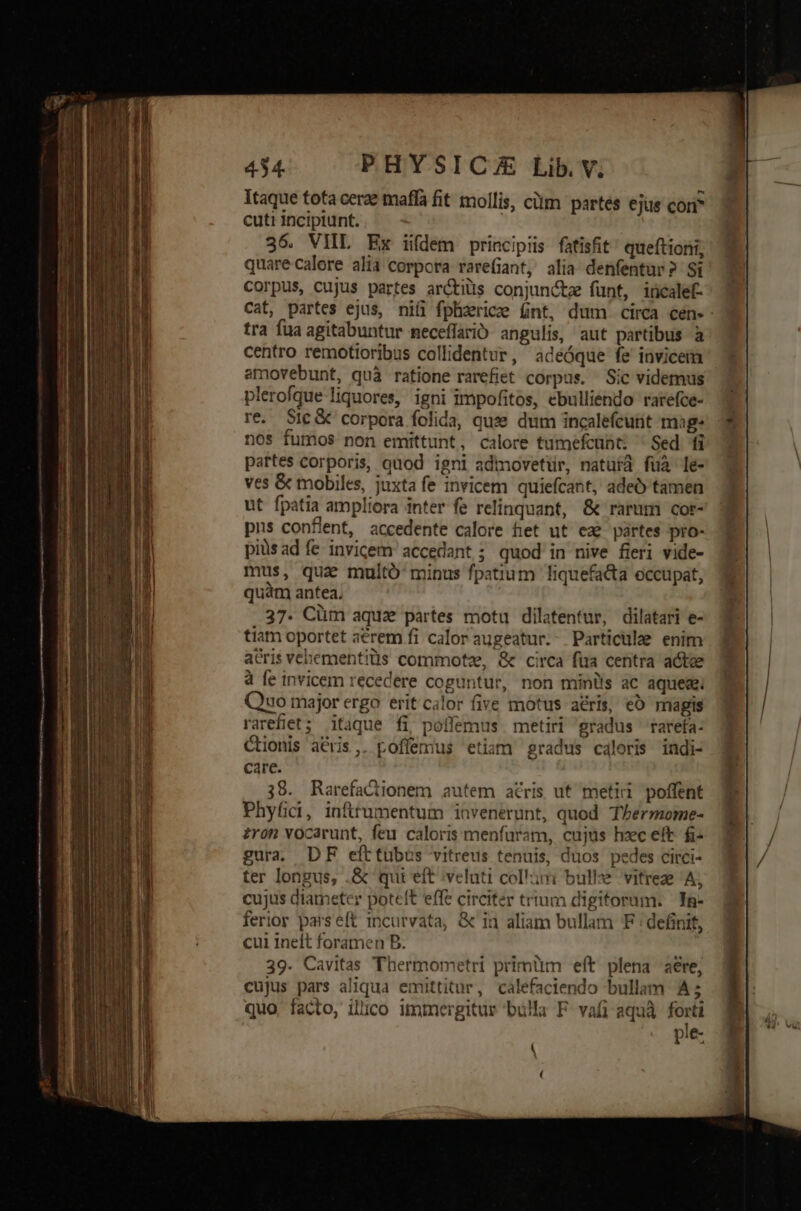 454 PHYSICÆ Lib. V.
Itaque tota ceræ maſſa fit mollis, cùm partes ejus con-
cuti incipiunt.
36. VIII. Ex iiſdem principiis ſatisfit queſtioni,
quare calore alia corpora rarefiant, alia denſentur? Si
corpus, cujus partes arctiùs conjunctæ ſunt, incaleſ-
cat, partes ejus, niſi ſphæricæ ſint, dum circa cen-
tra ſua agitabuntur neceſſariò angulis, aut partibus à
centro remotioribus collidentur, adeóque ſe invicem
amovebunt, quà ratione rarefiet corpus. Sic videmus
pleroſque liquores, igni impoſitos, ebulliendo rareſce-
re. Sic & corpora ſolida, quæ dum incaleſcunt mag-
nos fumos non emittunt, calore tumeſcunt. Sed ſi
partes corporis, quod igni admovetur, naturâ ſuâ le-
ves & mobiles, juxta ſe invicem quieſcant, adeò tamen
ut ſpatia ampliora inter ſe relinquant, & rarum cor-
pus conflent, accedente calore fiet ut eæ partes pro-
piùs ad ſe invicem accedant; quod in nive fieri vide-
mus, quæ multò minus ſpatium liquefacta occupat,
quàm antea.
37. Cùm aquæ partes motu dilatentur, dilatari e-
tiam oportet aërem ſi calor augeatur. Particulæ enim
aëris vehementiùs commotæ, & circa ſua centra actæ
à ſe invicem recedere coguntur, non minùs ac aqueæ.
Quo major ergo erit calor ſive motus aëris, eò magis
rarefiet; itaque ſi poſſemus metiri gradus rarefa-
ctionis aëris, poſſemus etiam gradus caloris indi-
care.
38. Rarefactionem autem aëris ut metiri poſſent
Phyſici, inſtrumentum invenerunt, quod Thermome-
tron vocarunt, ſeu caloris menſuram, cujus hæc eſt fi-
gura. DF eſt tubus vitreus tenuis, duos pedes circi-
ter longus, & qui eſt veluti collum bullæ vitreæ A,
cujus diameter poteſt eſſe circiter trium digitorum. In-
ferior pars eſt incurvata, & in aliam bullam F definit,
cui ineſt foramen B.
39. Cavitas Thermometri primùm eſt plena aëre,
cujus pars aliqua emittitur, calefaciendo bullam A;
quo facto, illico immergitur bulla F vaſi aquâ forti
ple-